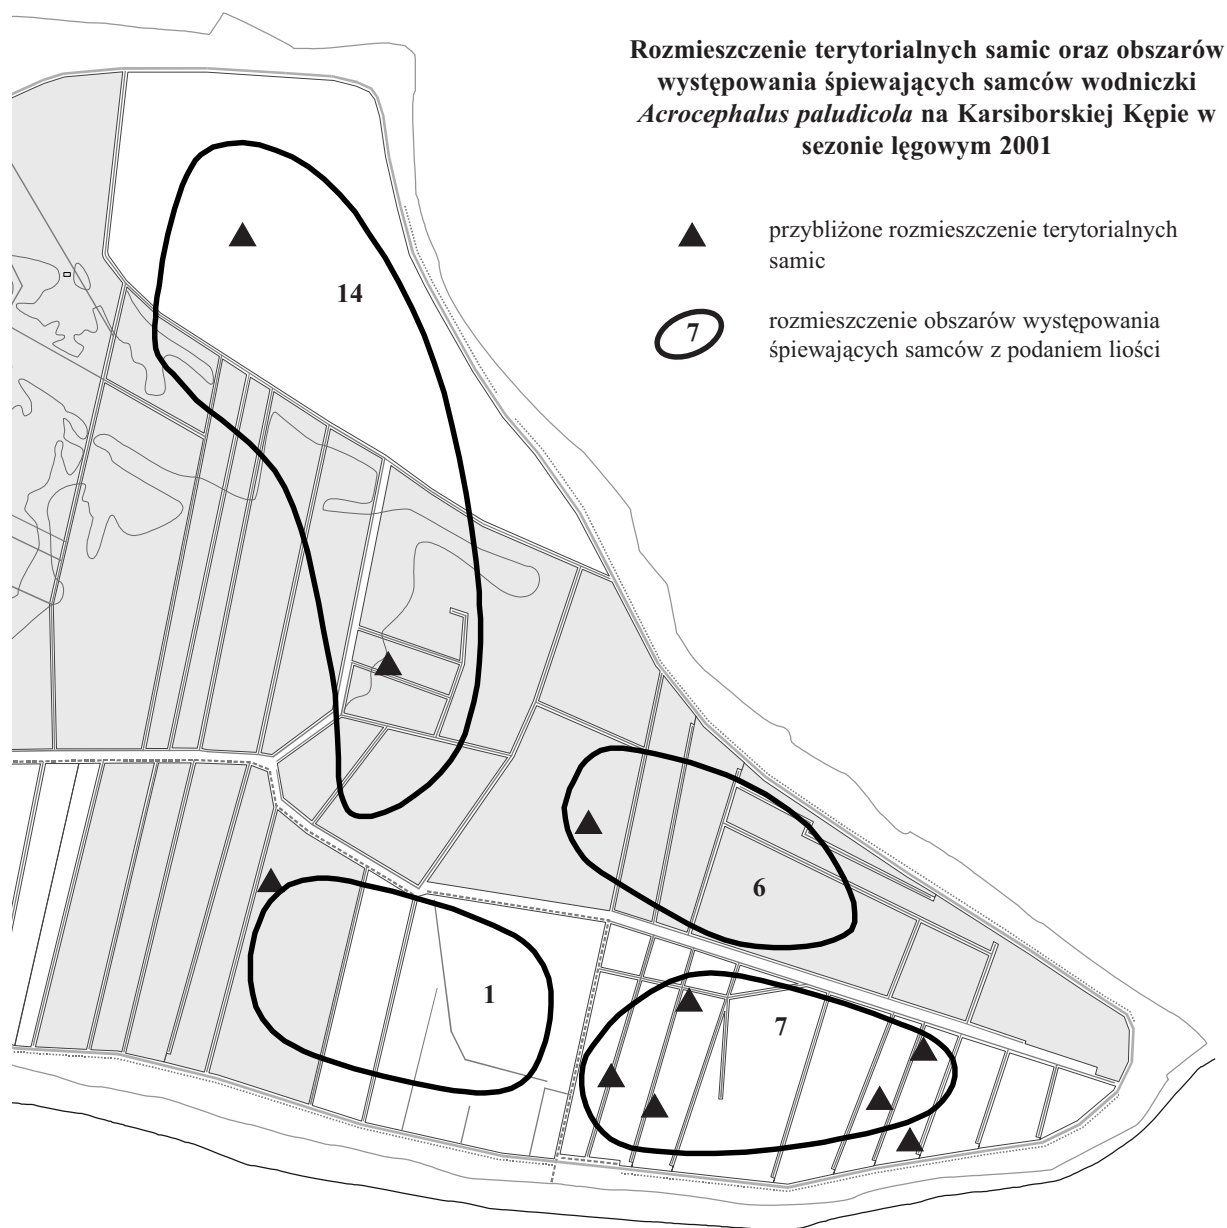 Rozmieszczenie terytorialnych samic oraz obszarów
występowania śpiewających samców wodniczki
Acrocephalus paludicola na Karsiborskiej Kępie w
sezonie lęgowym 2001
przybliżone rozmieszczenie terytorialnych
samic
7
rozmieszczenie obszarów występowania
śpiewających samców z podaniem liości
14
6
1
7